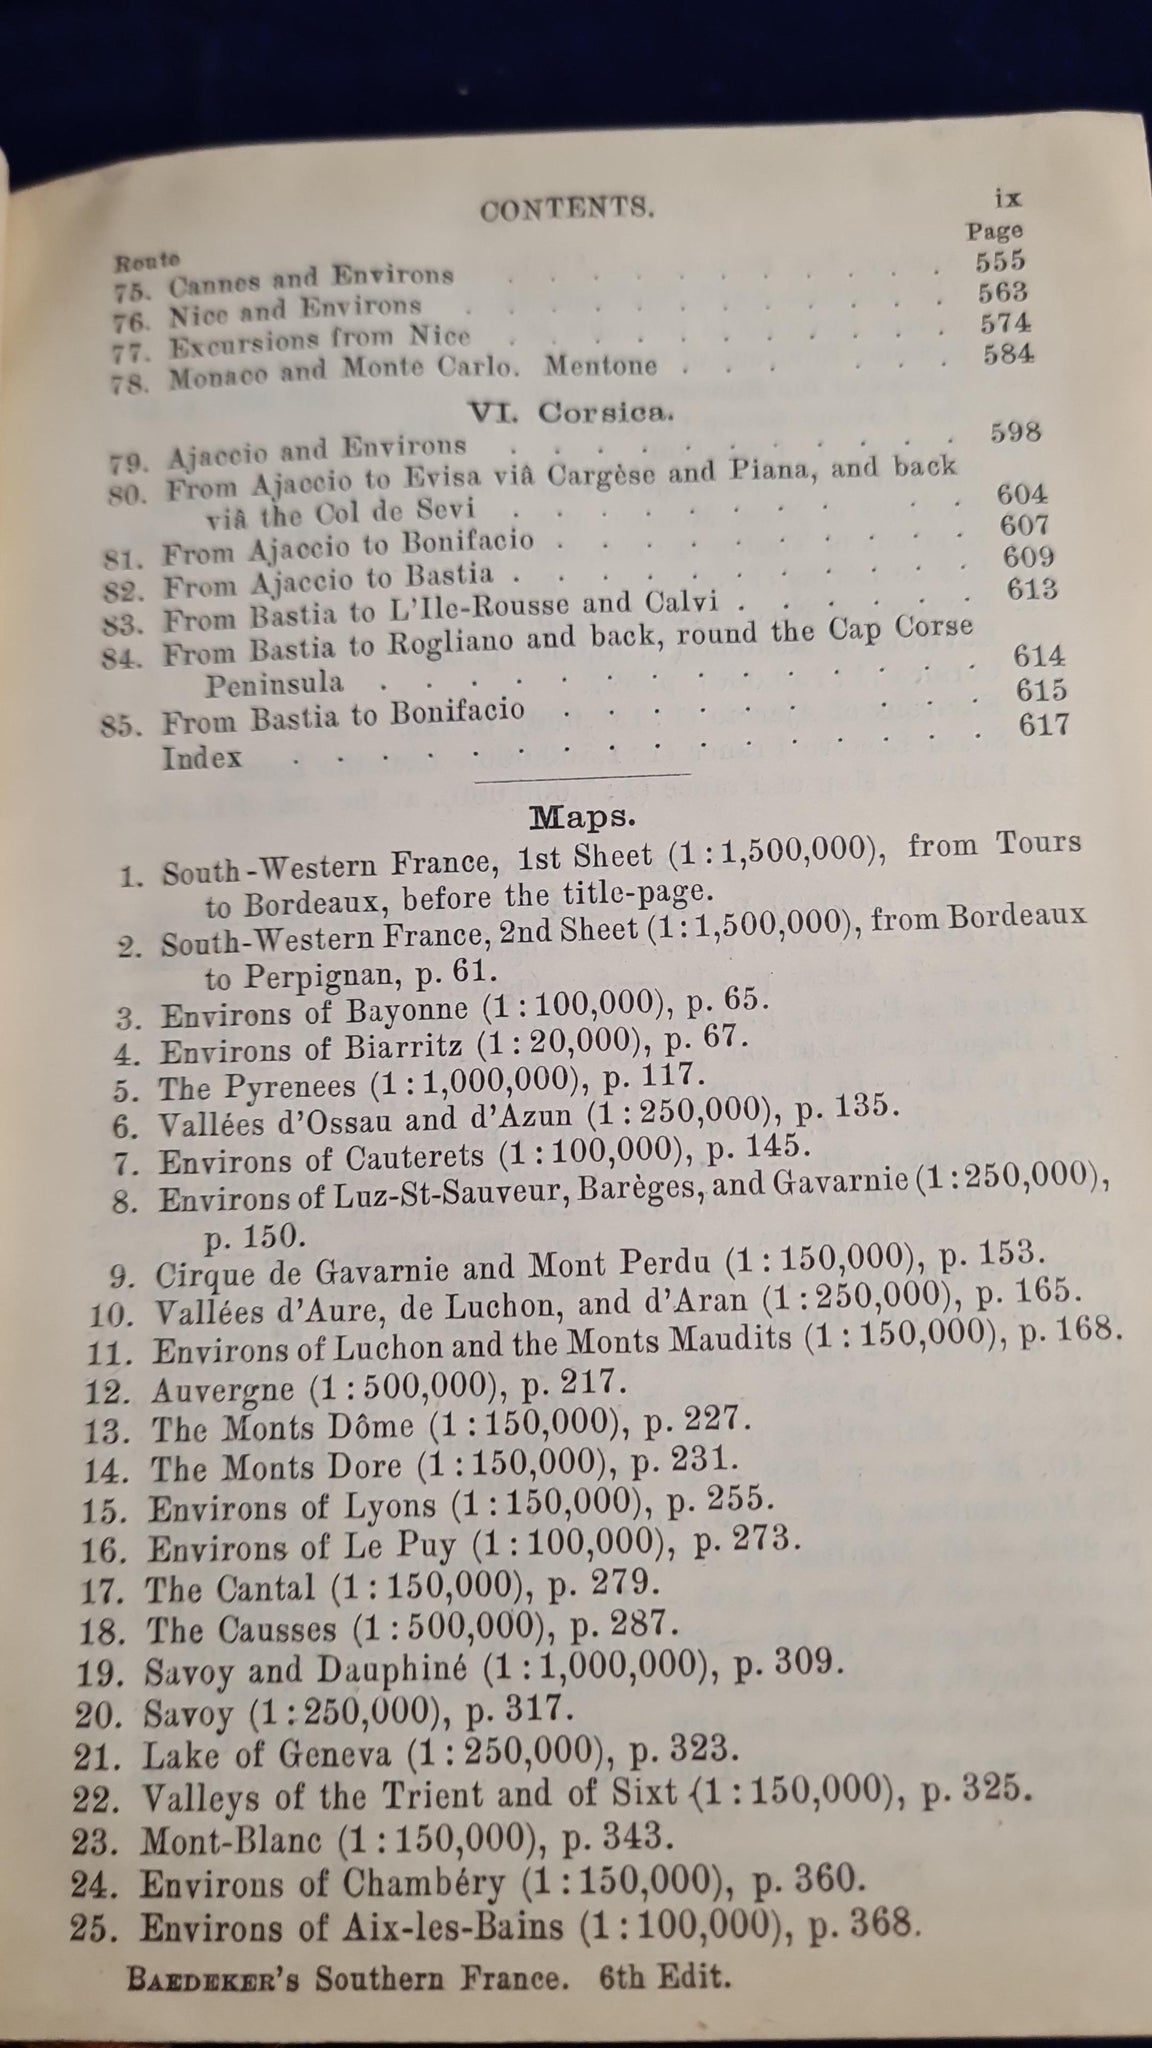 CONTENTS. ix
Route Page
75. Cannes and Environs . . . . . . . . . . 555
76. Nice and Environs . . . . . . . . . . . 563
77. Excursions from Nice . . . . . . . . . . 574
78. Monaco and Monte Carlo. Mentone . . . . . . 584
VI. Corsica.
79. Ajaccio and Environs . . . . . . . . . . . 598
80. From Ajaccio to Evisa viâ Cargèse and Piana, and back
viâ the Col de Sevi . . . . . . . . . . 604
81. From Ajaccio to Bonifacio . . . . . . . . . . 607
82. From Ajaccio to Bastia . . . . . . . . . . . 609
83. From Bastia to L'Ile-Rousse and Calvi . . . . . . 613
84. From Bastia to Rogliano and back, round the Cap Corse
Peninsula . . . . . . . . . . . . . . 614
85. From Bastia to Bonifacio . . . . . . . . . . 615
Index . . . . . . . . . . . . . . . . 617
Maps.
1. South-Western France, 1st Sheet (1:1,500,000), from Tours
to Bordeaux, before the title-page.
2. South-Western France, 2nd Sheet (1:1,500,000), from Bordeaux
to Perpignan, p. 61.
3. Environs of Bayonne (1:100,000), p. 65.
4. Environs of Biarritz (1:20,000), p. 67.
5. The Pyrenees (1:1,000,000), p. 117.
6. Vallées d'Ossau and d'Azun (1:250,000), p. 135.
7. Environs of Cauterets (1:100,000), p. 145.
8. Environs of Luz-St-Sauveur, Barèges, and Gavarnie (1:250,000),
p. 150.
9. Cirque de Gavarnie and Mont Perdu (1:150,000), p. 153.
10. Vallées d'Aure, de Luchon, and d'Aran (1:250,000), p. 165.
11. Environs of Luchon and the Monts Maudits (1:150,000), p. 168.
12. Auvergne (1:500,000), p. 217.
13. The Monts Dôme (1:150,000), p. 227.
14. The Monts Dore (1:150,000), p. 231.
15. Environs of Lyons (1:150,000), p. 255.
16. Environs of Le Puy (1:100,000), p. 273.
17. The Cantal (1:150,000), p. 279.
18. The Causses (1:500,000), p. 287.
19. Savoy and Dauphiné (1:1,000,000), p. 309.
20. Savoy (1:250,000), p. 317.
21. Lake of Geneva (1:250,000), p. 323.
22. Valleys of the Trient and of Sixt (1:150,000), p. 325.
23. Mont-Blanc (1:150,000), p. 343.
24. Environs of Chambéry (1:150,000), p. 360.
25. Environs of Aix-les-Bains (1:100,000), p. 368.
BAEDEKER's Southern France. 6th Edit.